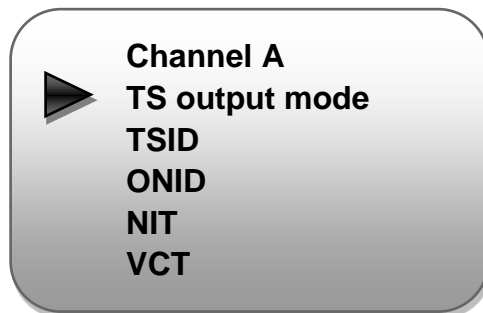 Channel A
TS output mode
TSID
ONID
NIT
VCT